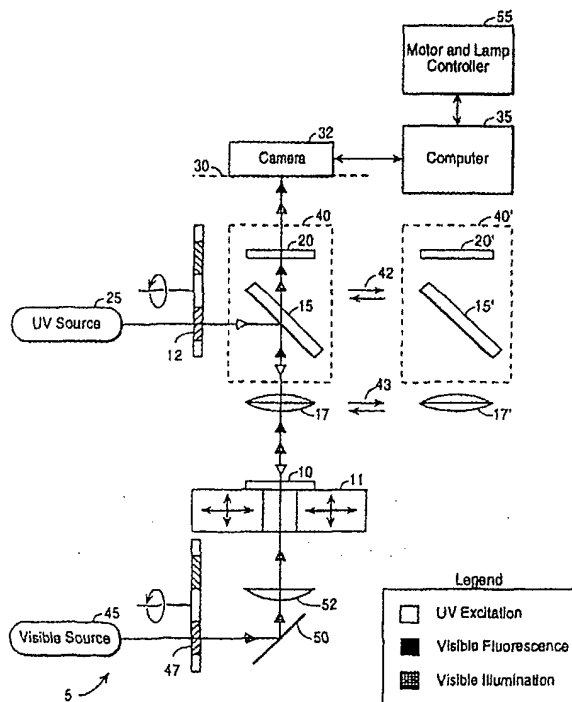 55
Motor and Lamp
Controller
32
35
30
Camera
Computer
40
40'
20
20'
42
15
15'
25
UV Source
12
43
17
17'
10
11
45
52
Visible Source
50
47
5
Legend
UV Excitation
Visible Fluorescence
Visible Illumination